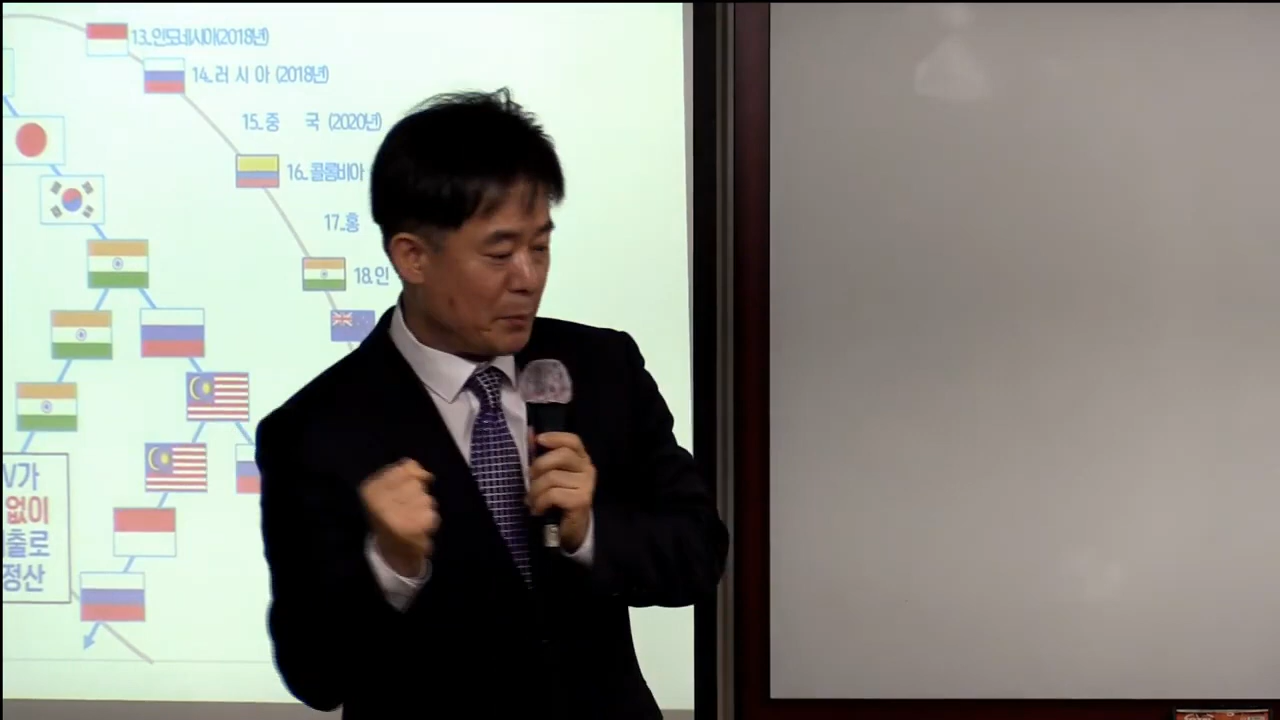 13..인도네시아(2018년)
14..러 시 아 (2018년)
15..중 국 (2020년)
16..콜롬비아
17..홍
18.인
V가
없이
출로
정산